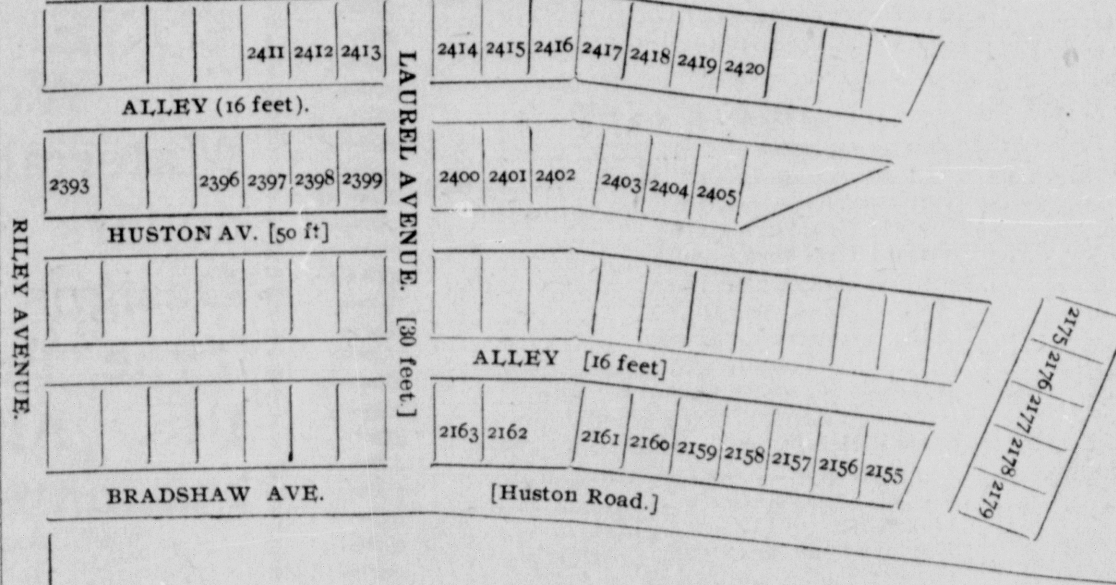 2411 2412 2413
2414 2415 2416 2417 2418 2419 2420
ALLEY (16 feet).
LAUREL AVENUE. [30 feet.]
2393 2396 2397 2398 2399
2400 2401 2402 2403 2404 2405
HUSTON AV. [50 ft]
RILEY AVENUE.
ALLEY [16 feet]
2163 2162 2161 2160 2159 2158 2157 2156 2155
2175 2176 2177 2178 2179
BRADSHAW AVE. [Huston Road.]